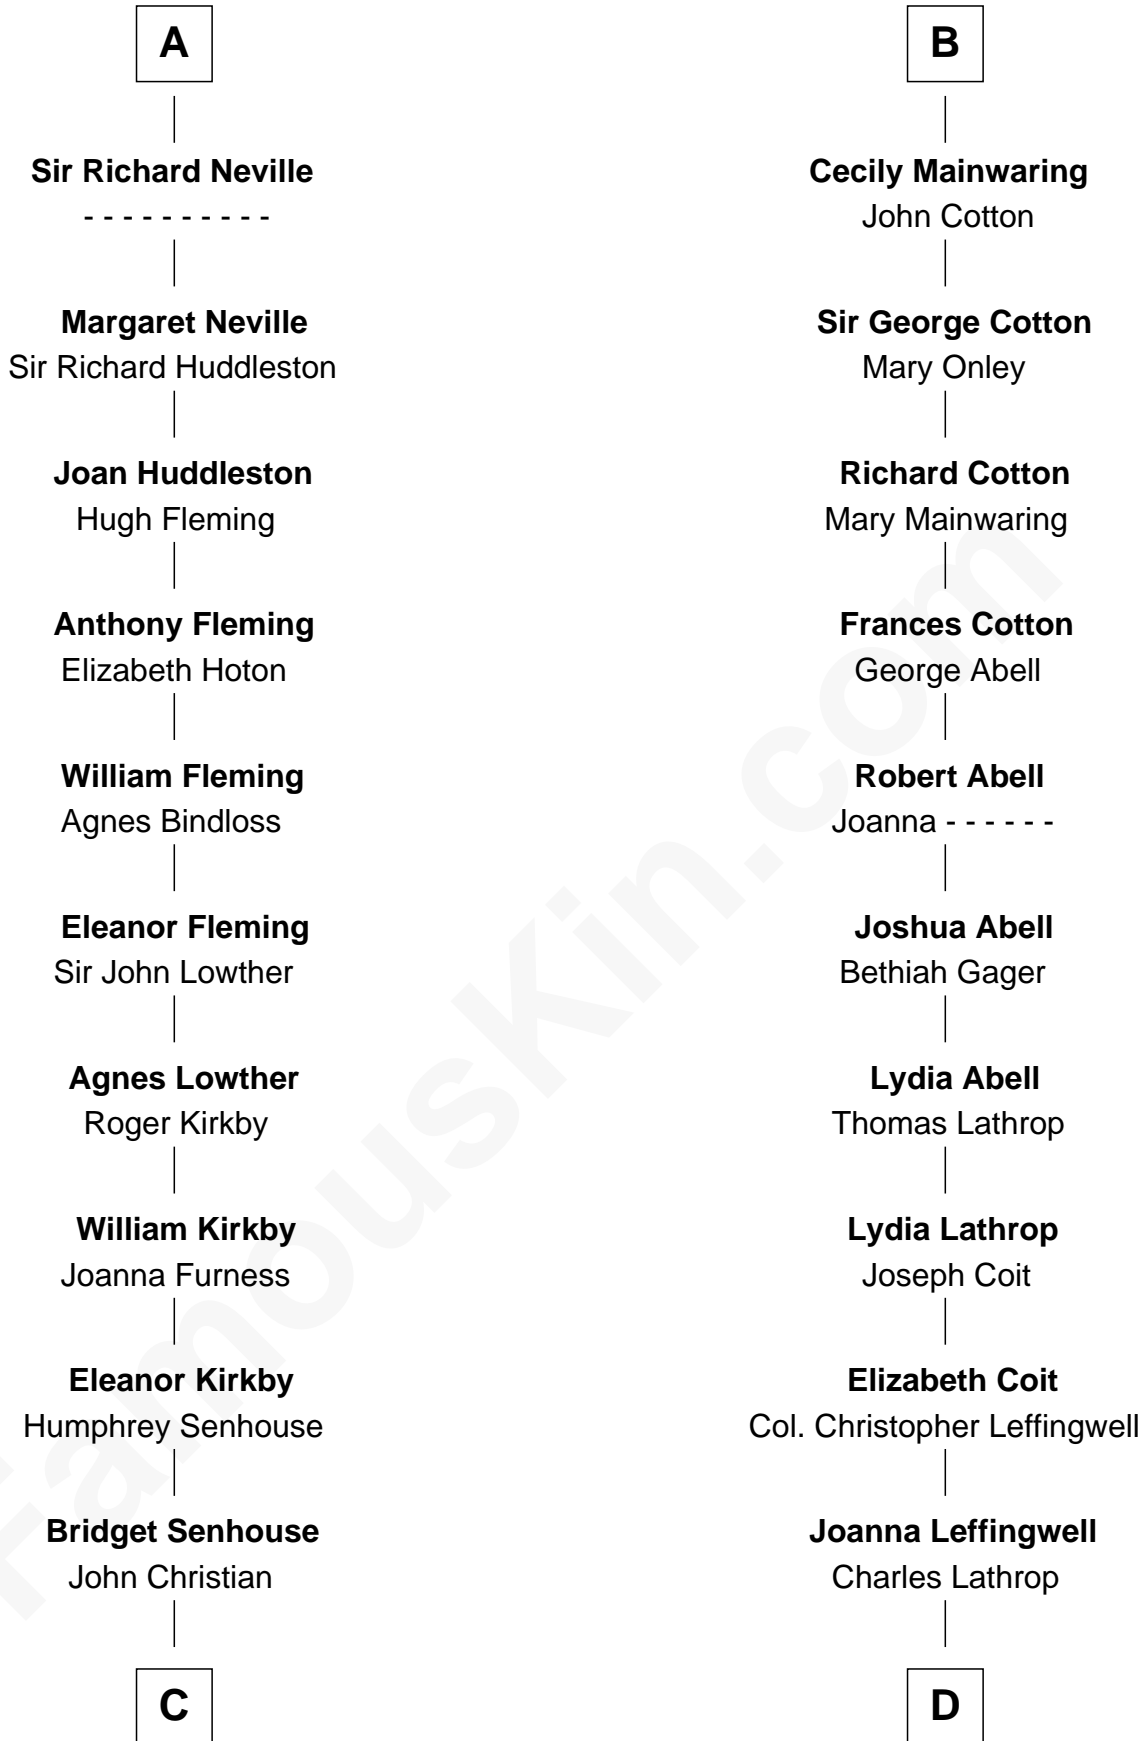 A
Sir Richard Neville
- - - - - - - - - -
Margaret Neville
Sir Richard Huddleston
Joan Huddleston
Hugh Fleming
Anthony Fleming
Elizabeth Hoton
William Fleming
Agnes Bindloss
Eleanor Fleming
Sir John Lowther
Agnes Lowther
Roger Kirkby
William Kirkby
Joanna Furness
Eleanor Kirkby
Humphrey Senhouse
Bridget Senhouse
John Christian
C
B
Cecily Mainwaring
John Cotton
Sir George Cotton
Mary Onley
Richard Cotton
Mary Mainwaring
Frances Cotton
George Abell
Robert Abell
Joanna - - - - - -
Joshua Abell
Bethiah Gager
Lydia Abell
Thomas Lathrop
Lydia Lathrop
Joseph Coit
Elizabeth Coit
Col. Christopher Leffingwell
Joanna Leffingwell
Charles Lathrop
D
FamousKin.com